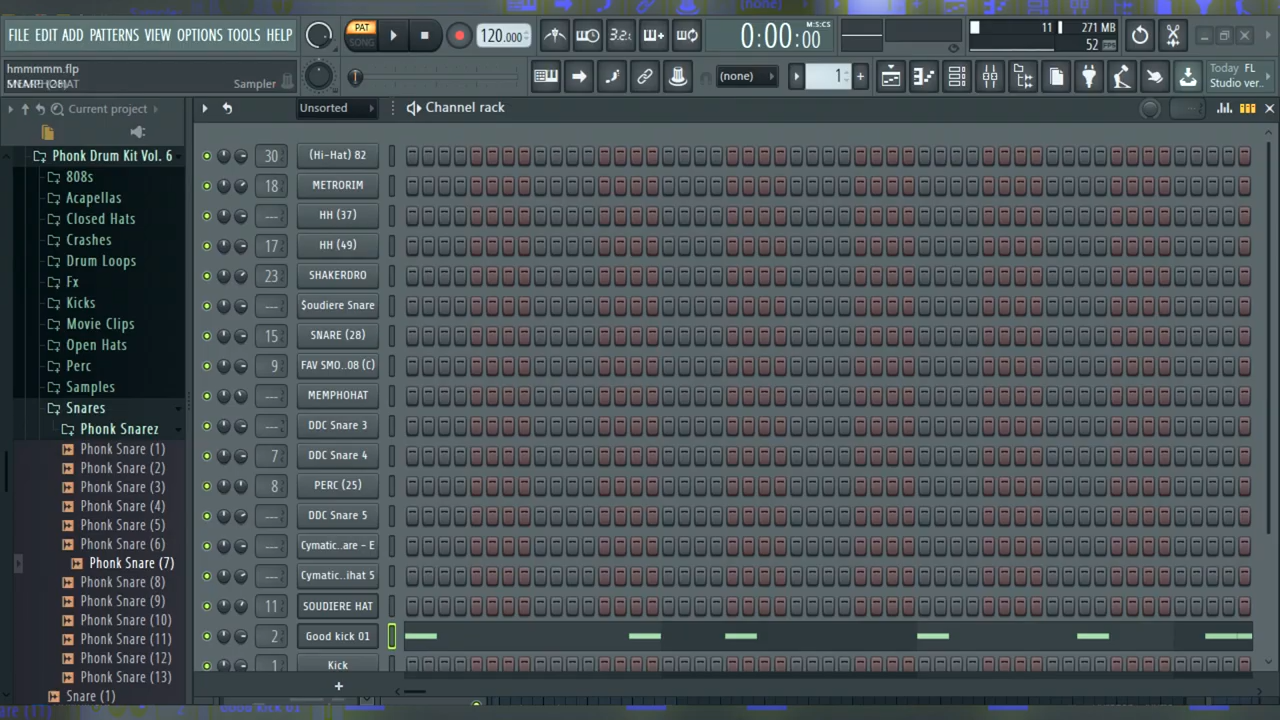 FILE EDIT ADD PATTERNS VIEW OPTIONS TOOLS HELP
PAT
SONG
120.000
3.2:
0:00:00
M:S:CS
11
271 MB
52
hmmmmm.flp
Sampler
(none)
1
Today FL
Studio ver..
Current project
Unsorted
Channel rack
Phonk Drum Kit Vol. 6
808s
Acapellas
Closed Hats
Crashes
Drum Loops
Fx
Kicks
Movie Clips
Open Hats
Perc
Samples
Snares
Phonk Snarez
Phonk Snare (1)
Phonk Snare (2)
Phonk Snare (3)
Phonk Snare (4)
Phonk Snare (5)
Phonk Snare (6)
Phonk Snare (7)
Phonk Snare (8)
Phonk Snare (9)
Phonk Snare (10)
Phonk Snare (11)
Phonk Snare (12)
Phonk Snare (13)
Snare (1)
30 (Hi-Hat) 82
18 METRORIM
--- HH (37)
17 HH (49)
23 SHAKERDRO
--- $oudiere Snare
15 SNARE (28)
9 FAV SMO..08 (C)
--- MEMPHOHAT
--- DDC Snare 3
7 DDC Snare 4
8 PERC (25)
--- DDC Snare 5
--- Cymatic..are - E
--- Cymatic..ihat 5
11 SOUDIERE HAT
2 Good kick 01
1 Kick
+
Good kick 01